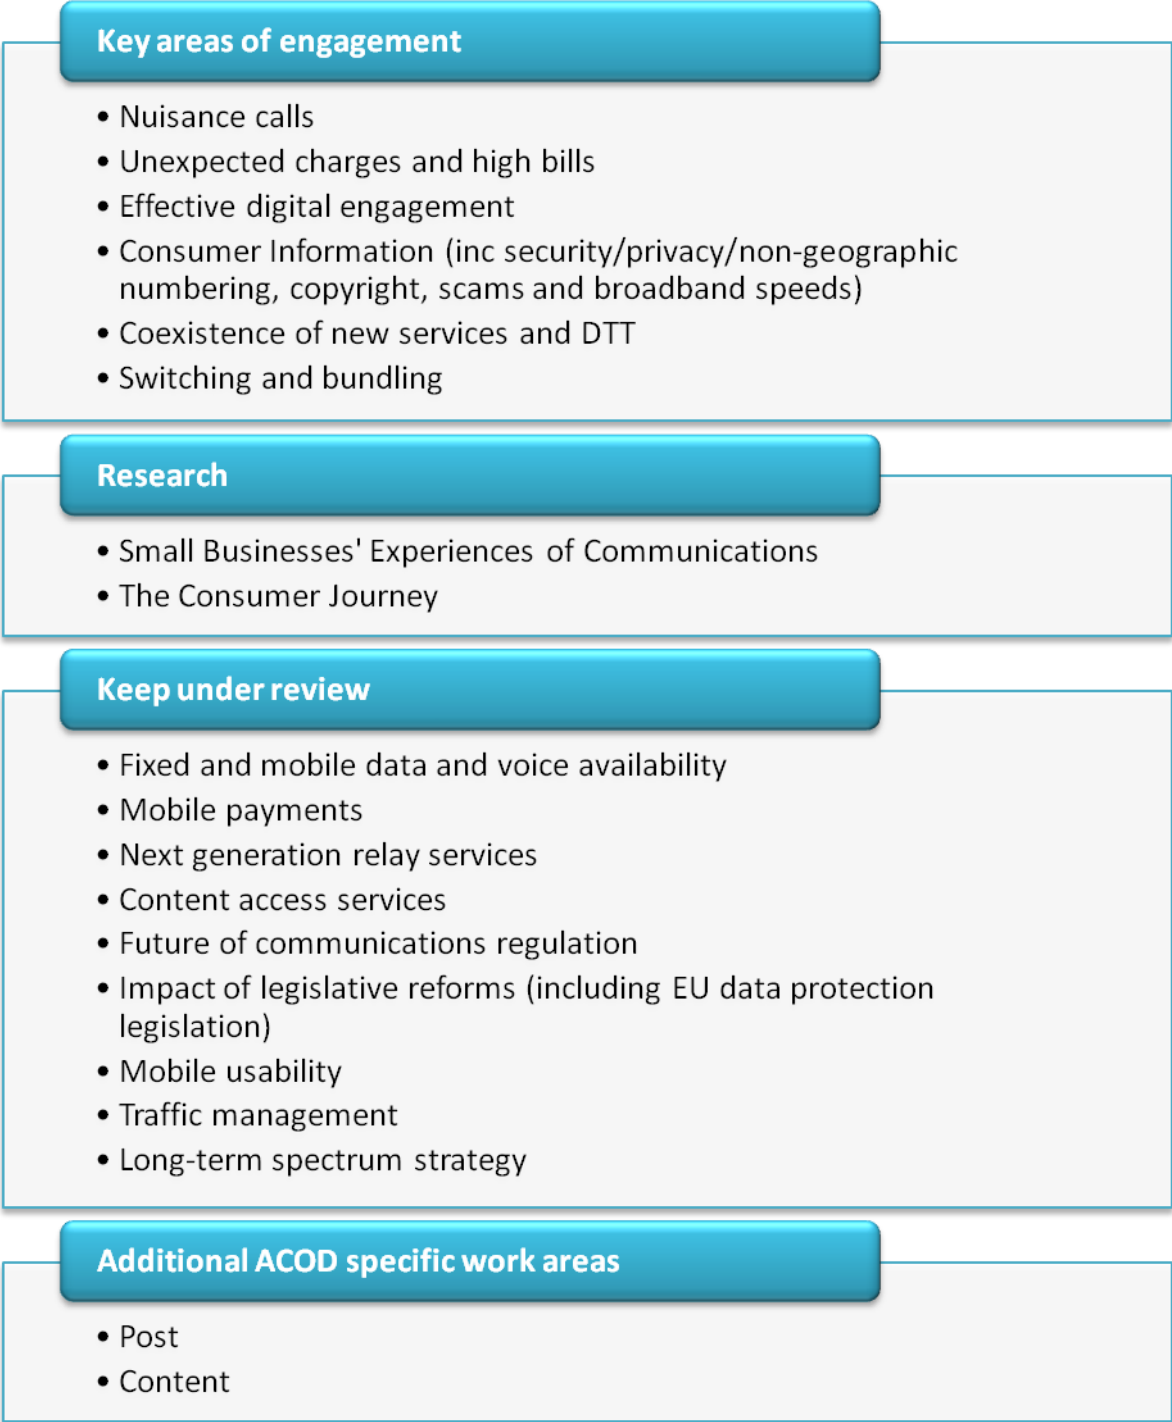 Key areas of engagement
• Nuisance calls
• Unexpected charges and high bills
• Effective digital engagement
• Consumer Information (inc security/privacy/non-geographic
numbering, copyright, scams and broadband speeds)
• Coexistence of new services and DTT
• Switching and bundling
Research
• Small Businesses' Experiences of Communications
• The Consumer Journey
Keep under review
• Fixed and mobile data and voice availability
• Mobile payments
• Next generation relay services
• Content access services
• Future of communications regulation
• Impact of legislative reforms (including EU data protection
legislation)
• Mobile usability
• Traffic management
• Long-term spectrum strategy
Additional ACOD specific work areas
• Post
• Content